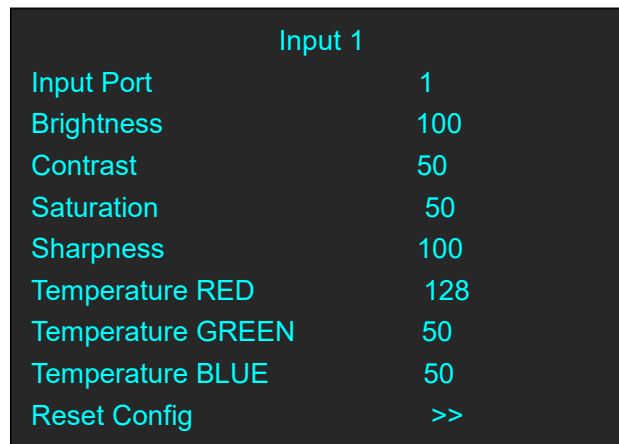 Input 1
Input Port 1
Brightness 100
Contrast 50
Saturation 50
Sharpness 100
Temperature RED 128
Temperature GREEN 50
Temperature BLUE 50
Reset Config >>